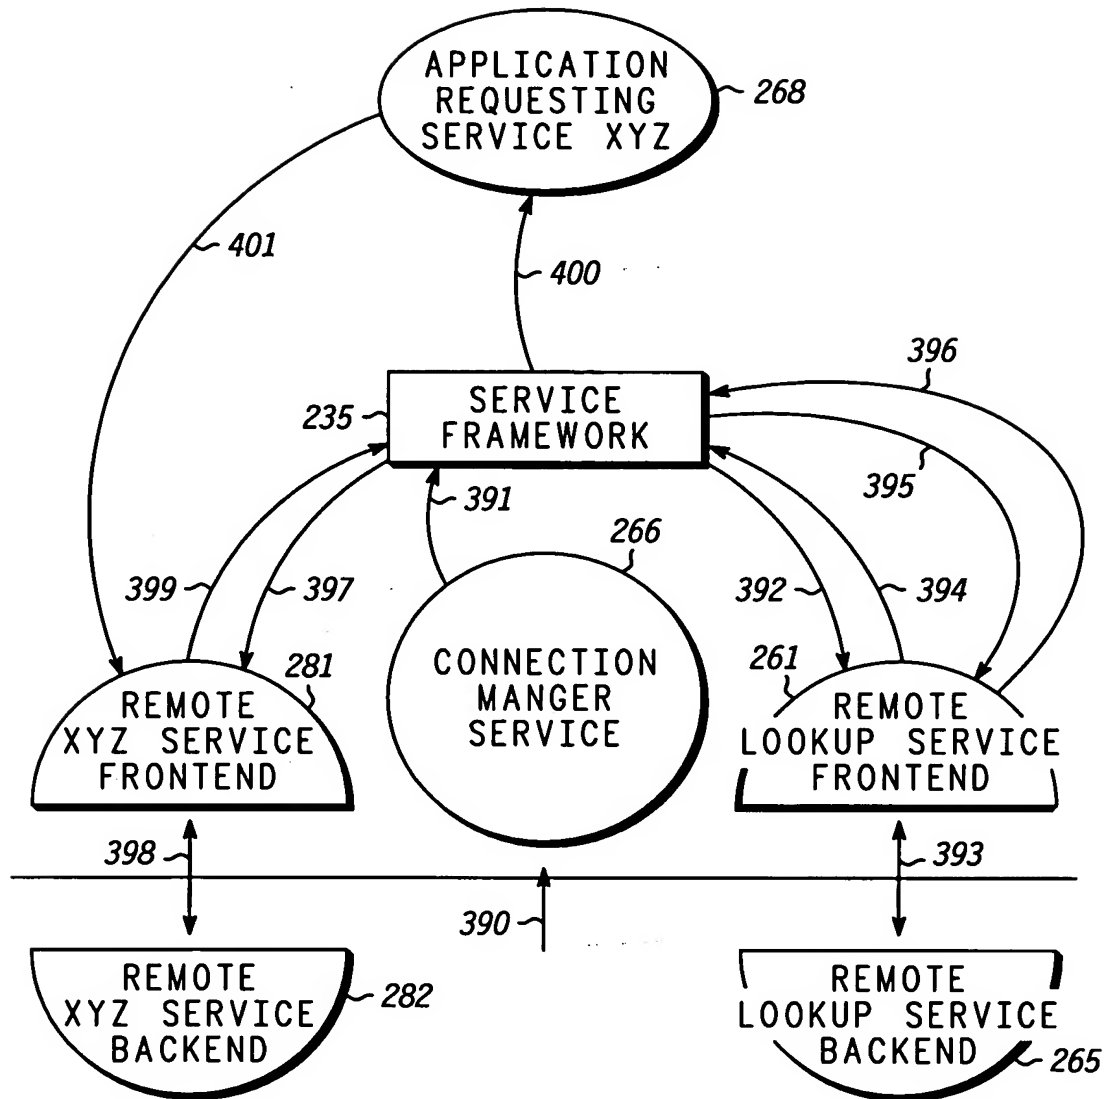 APPLICATION
REQUESTING
SERVICE XYZ
268
401
400
396
235
SERVICE
FRAMEWORK
395
391
266
399
397
392
394
281
261
CONNECTION
MANGER
SERVICE
REMOTE
XYZ SERVICE
FRONTEND
REMOTE
LOOKUP SERVICE
FRONTEND
398
393
390
REMOTE
XYZ SERVICE
BACKEND
282
REMOTE
LOOKUP SERVICE
BACKEND
265